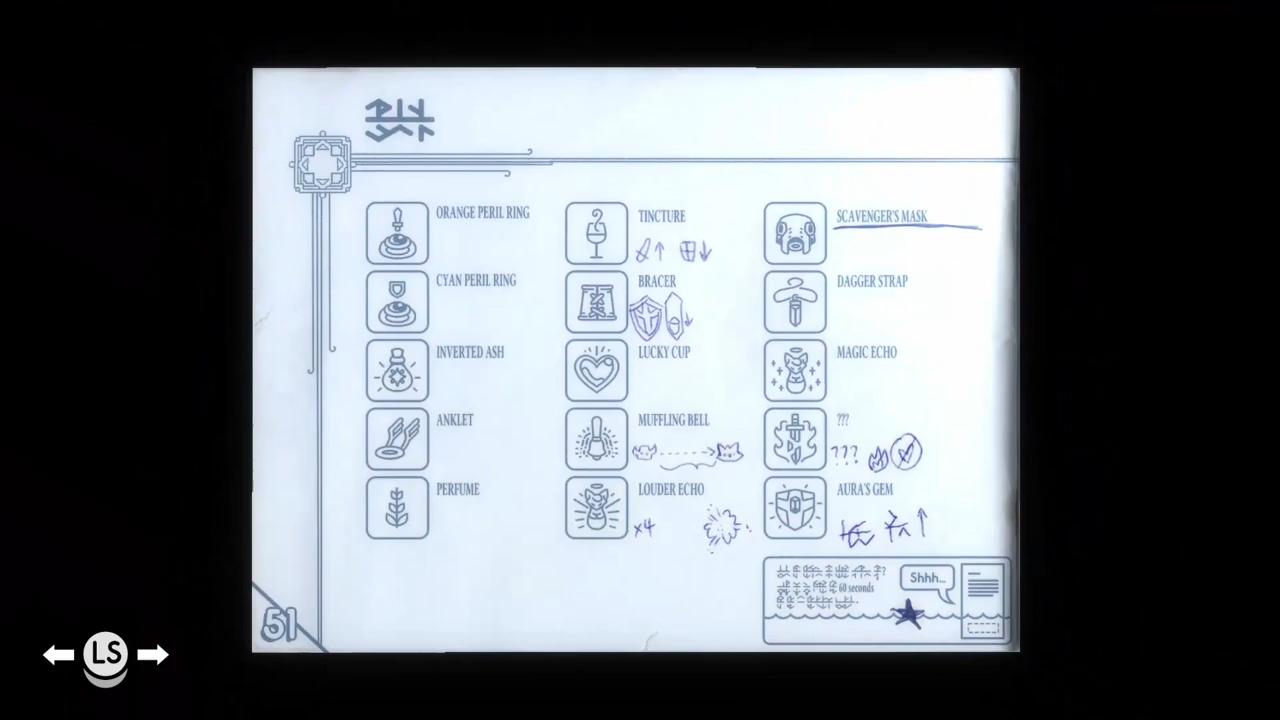 ORANGE PERIL RING
CYAN PERIL RING
INVERTED ASH
ANKLET
PERFUME
TINCTURE
BRACER
LUCKY CUP
MUFFLING BELL
LOUDER ECHO
x4
SCAVENGER'S MASK
DAGGER STRAP
MAGIC ECHO
???
???
AURA'S GEM
60 seconds
Shhh...
51
LS